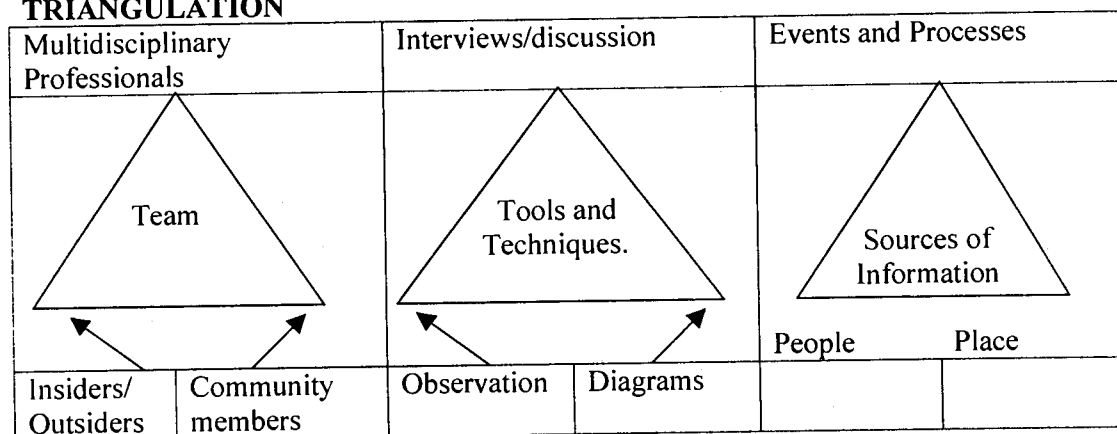 TRIANGULATION
Multidisciplinary
Professionals
Interviews/discussion
Events and Processes
Team
Tools and
Techniques.
Sources of
Information
People
Place
Insiders/
Outsiders
Community
members
Observation
Diagrams